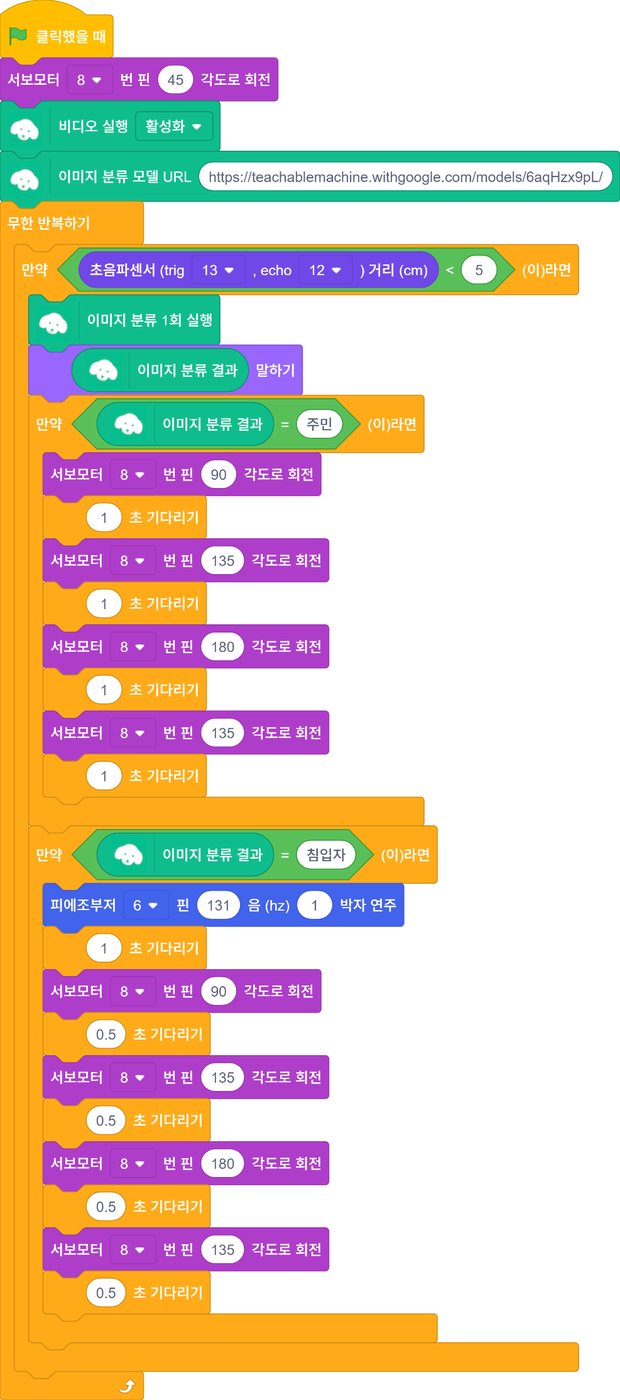 클릭했을 때
서보모터 8 번 핀 45 각도로 회전
비디오 실행 활성화
이미지 분류 모델 URL https://teachablemachine.withgoogle.com/models/6aqHzx9pL/
무한 반복하기
만약 초음파센서 (trig 13 , echo 12 ) 거리 (cm) < 5 (이)라면
이미지 분류 1회 실행
이미지 분류 결과 말하기
만약 이미지 분류 결과 = 주민 (이)라면
서보모터 8 번 핀 90 각도로 회전
1 초 기다리기
서보모터 8 번 핀 135 각도로 회전
1 초 기다리기
서보모터 8 번 핀 180 각도로 회전
1 초 기다리기
서보모터 8 번 핀 135 각도로 회전
1 초 기다리기
만약 이미지 분류 결과 = 침입자 (이)라면
피에조부저 6 핀 131 음 (hz) 1 박자 연주
1 초 기다리기
서보모터 8 번 핀 90 각도로 회전
0.5 초 기다리기
서보모터 8 번 핀 135 각도로 회전
0.5 초 기다리기
서보모터 8 번 핀 180 각도로 회전
0.5 초 기다리기
서보모터 8 번 핀 135 각도로 회전
0.5 초 기다리기